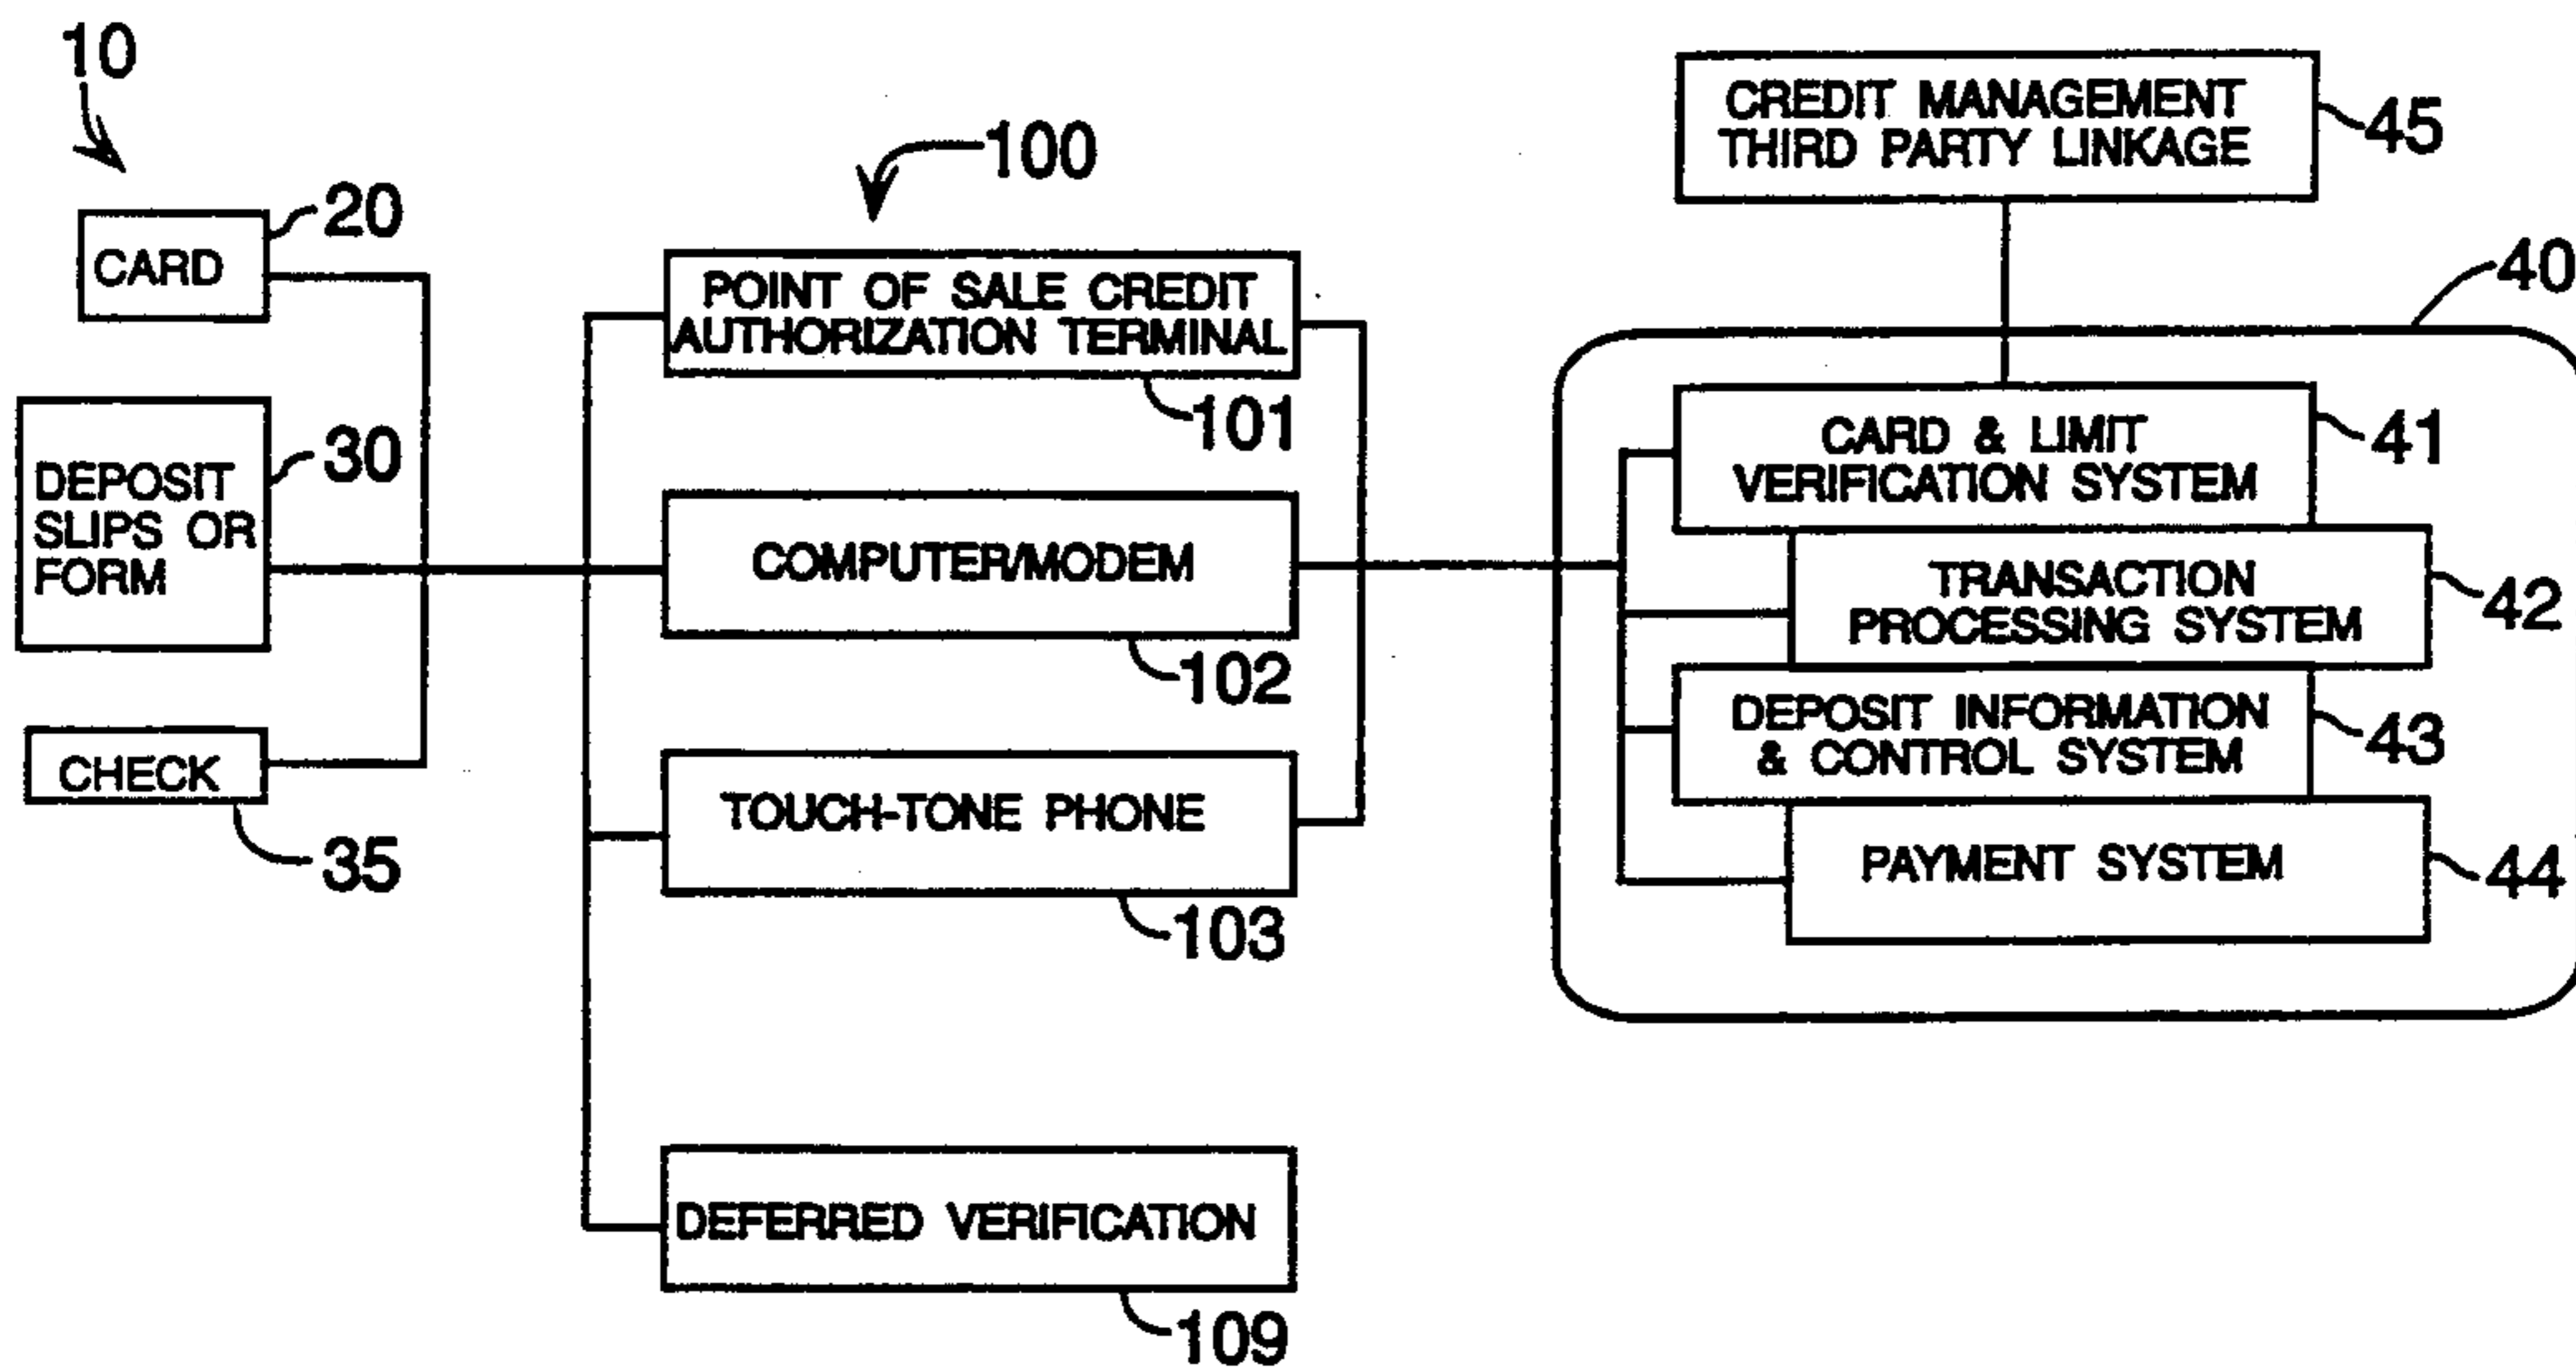 10
20
CARD
30
DEPOSIT
SLIPS OR
FORM
CHECK
35
100
POINT OF SALE CREDIT
AUTHORIZATION TERMINAL
101
COMPUTER/MODEM
102
TOUCH-TONE PHONE
103
DEFERRED VERIFICATION
109
CREDIT MANAGEMENT
THIRD PARTY LINKAGE
45
40
CARD & LIMIT
VERIFICATION SYSTEM
41
TRANSACTION
PROCESSING SYSTEM
42
DEPOSIT INFORMATION
& CONTROL SYSTEM
43
PAYMENT SYSTEM
44